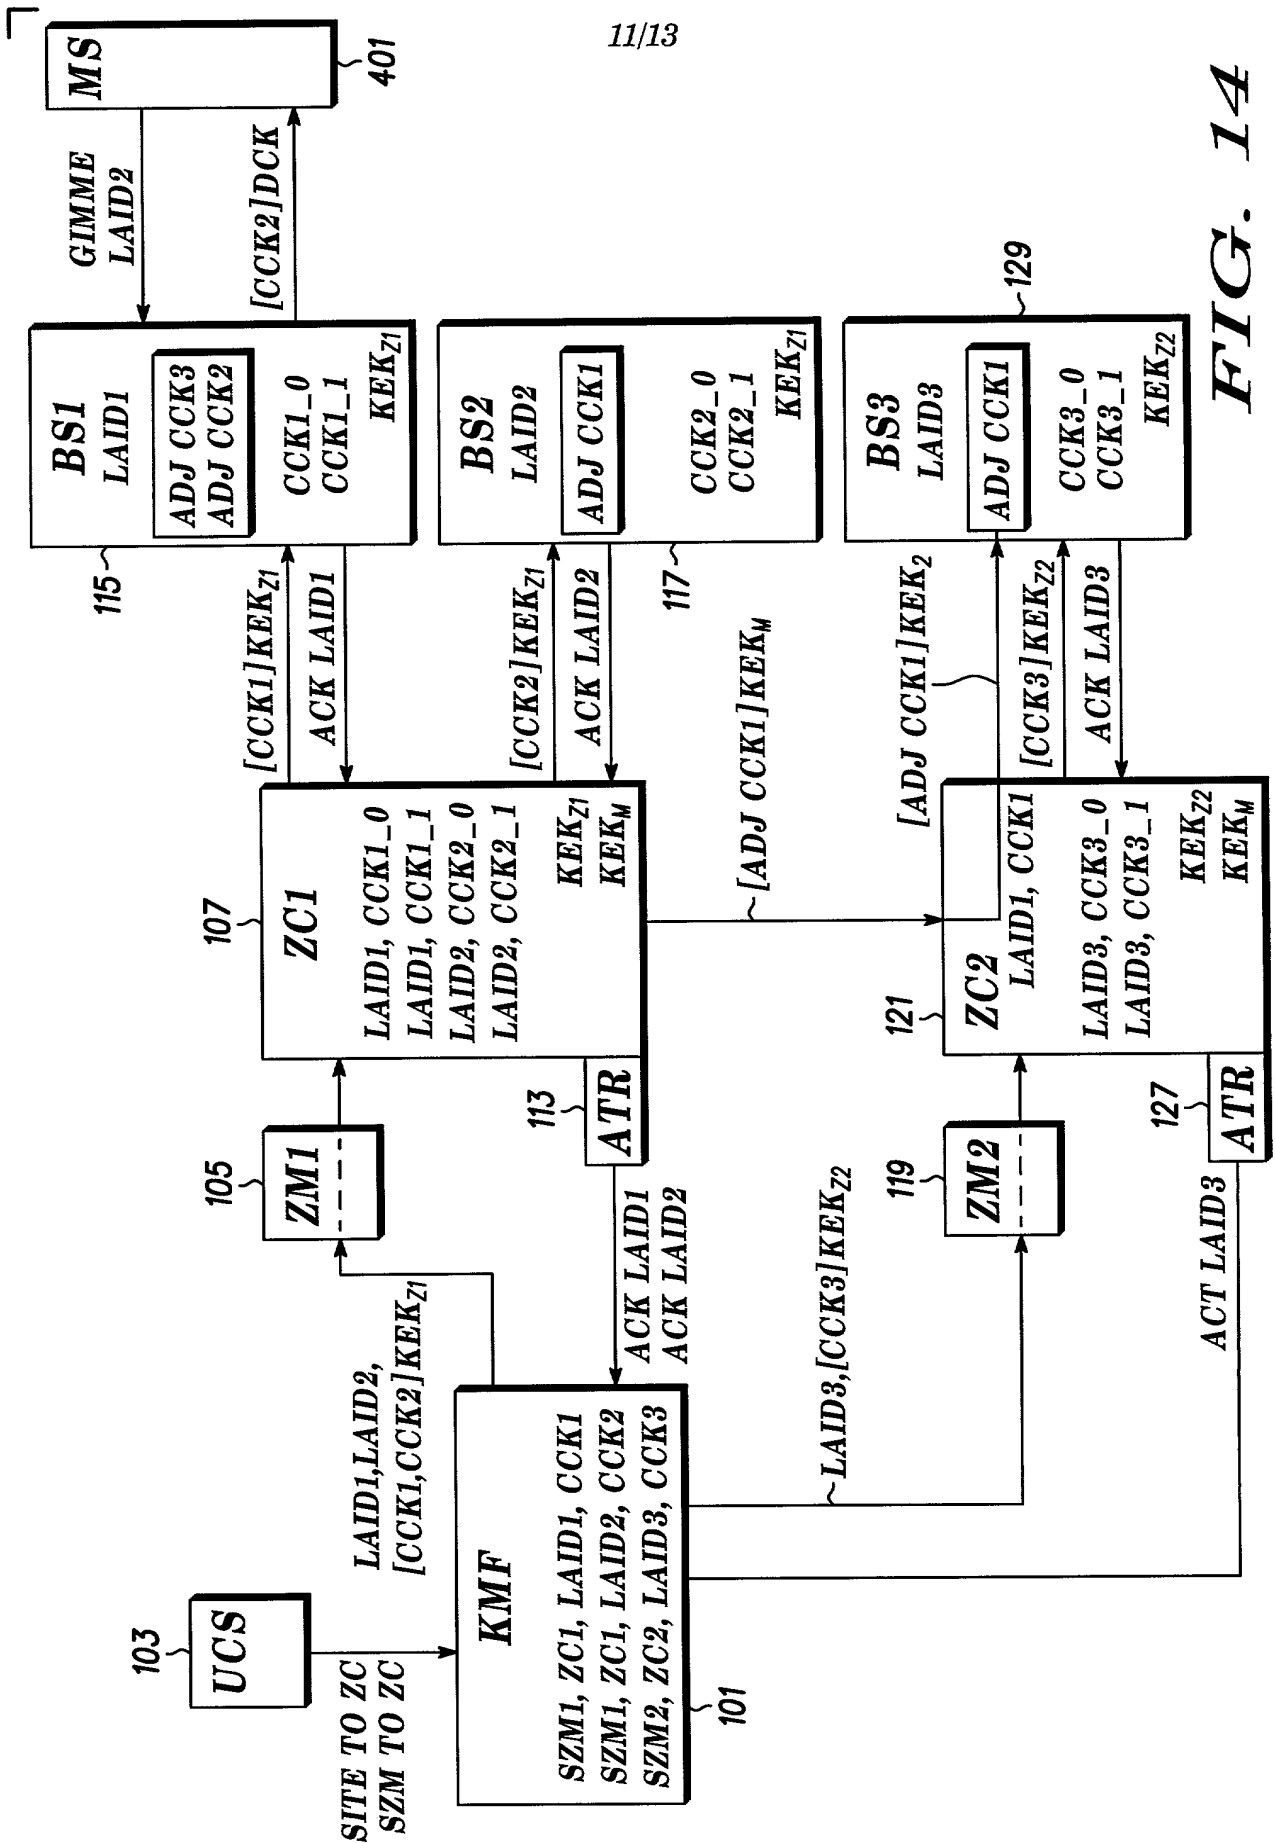 11/13
MS
401
GIMME
LAID2
[CCK2]DCK
BS1
LAID1
ADJ CCK3
ADJ CCK2
CCK1_0
CCK1_1
KEKZ1
115
BS2
LAID2
ADJ CCK1
CCK2_0
CCK2_1
KEKZ1
117
BS3
LAID3
ADJ CCK1
CCK3_0
CCK3_1
KEKZ2
129
[CCK1]KEKZ1
ACK LAID1
[CCK2]KEKZ1
ACK LAID2
[ADJ CCK1]KEKM
[ADJ CCK1]KEK2
[CCK3]KEKZ2
ACK LAID3
107
ZC1
LAID1, CCK1_0
LAID1, CCK1_1
LAID2, CCK2_0
LAID2, CCK2_1
KEKZ1
KEKM
113
ATR
121
ZC2
LAID1, CCK1
LAID3, CCK3_0
LAID3, CCK3_1
KEKZ2
KEKM
127
ATR
105
ZM1
119
ZM2
LAID1,LAID2,
[CCK1,CCK2]KEKZ1
ACK LAID1
ACK LAID2
LAID3,[CCK3]KEKZ2
ACT LAID3
103
UCS
SITE TO ZC
SZM TO ZC
KMF
SZM1, ZC1, LAID1, CCK1
SZM1, ZC1, LAID2, CCK2
SZM2, ZC2, LAID3, CCK3
101
FIG. 14